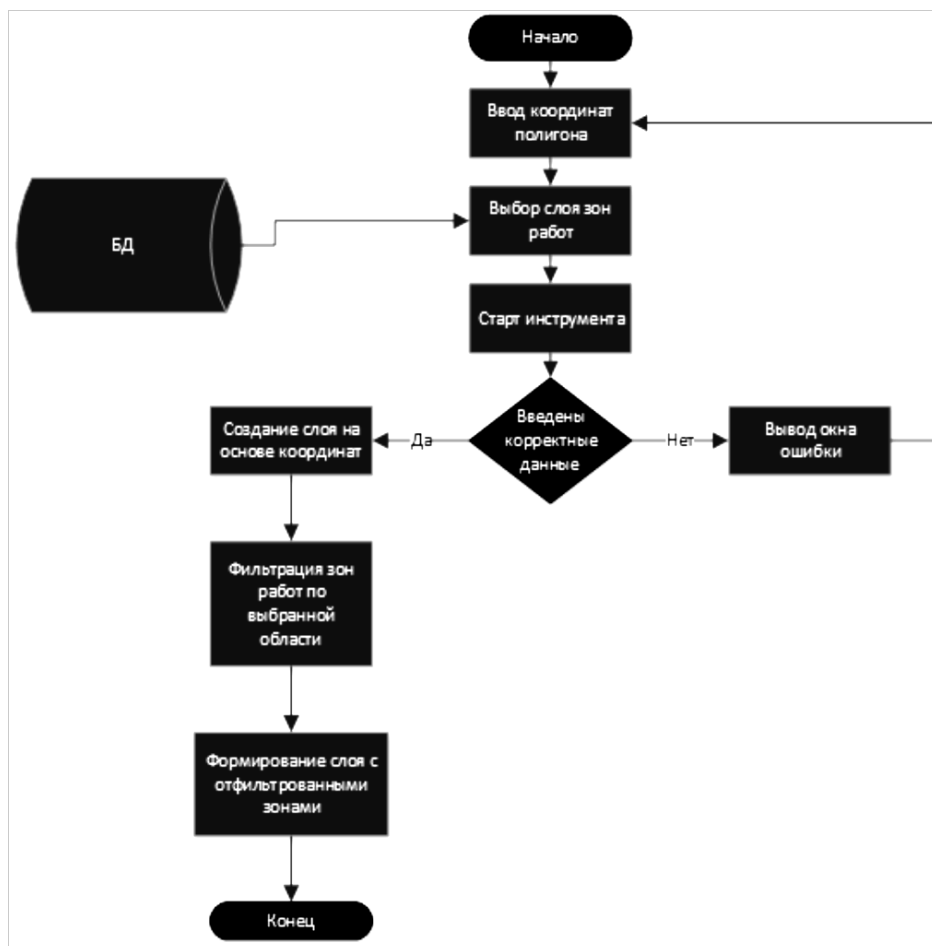 Начало
Ввод координат
полигона
Выбор слоя зон
работ
БД
Старт инструмента
Введены
корректные
данные
Да
Нет
Создание слоя на
основе координат
Вывод окна
ошибки
Фильтрация зон
работ по
выбранной
области
Формирование слоя с
отфильтрованными
зонами
Конец